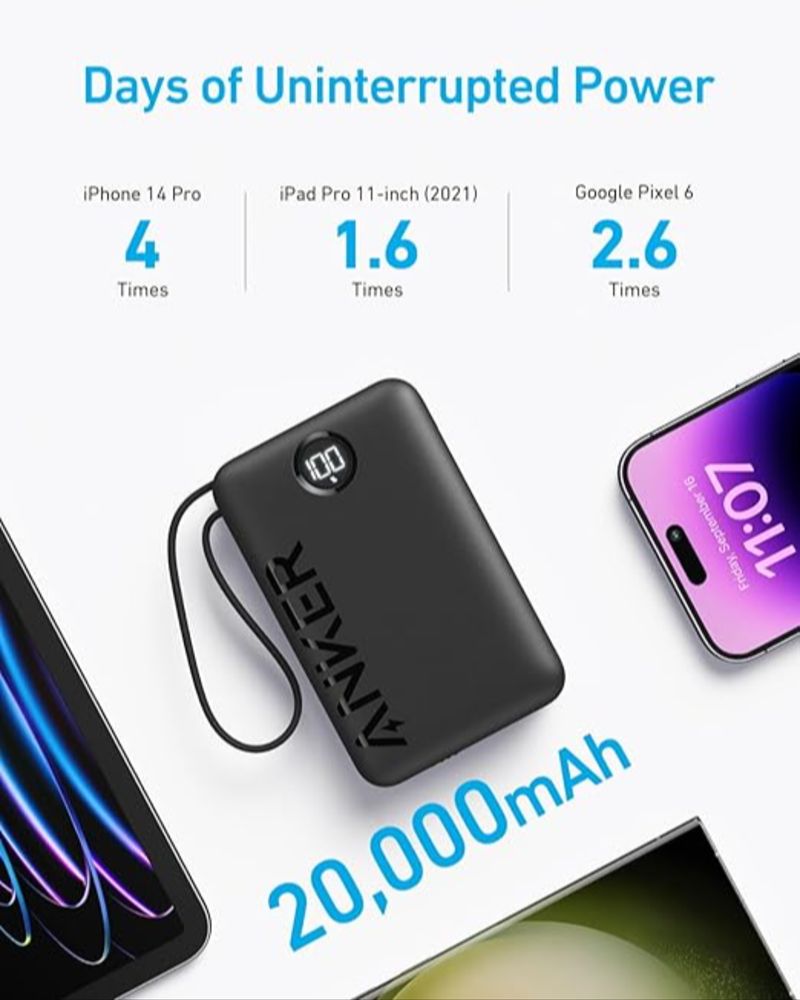 Days of Uninterrupted Power
iPhone 14 Pro
4
Times
iPad Pro 11-inch (2021)
1.6
Times
Google Pixel 6
2.6
Times
100
ANKER
Friday, September 16
11:07
20,000mAh